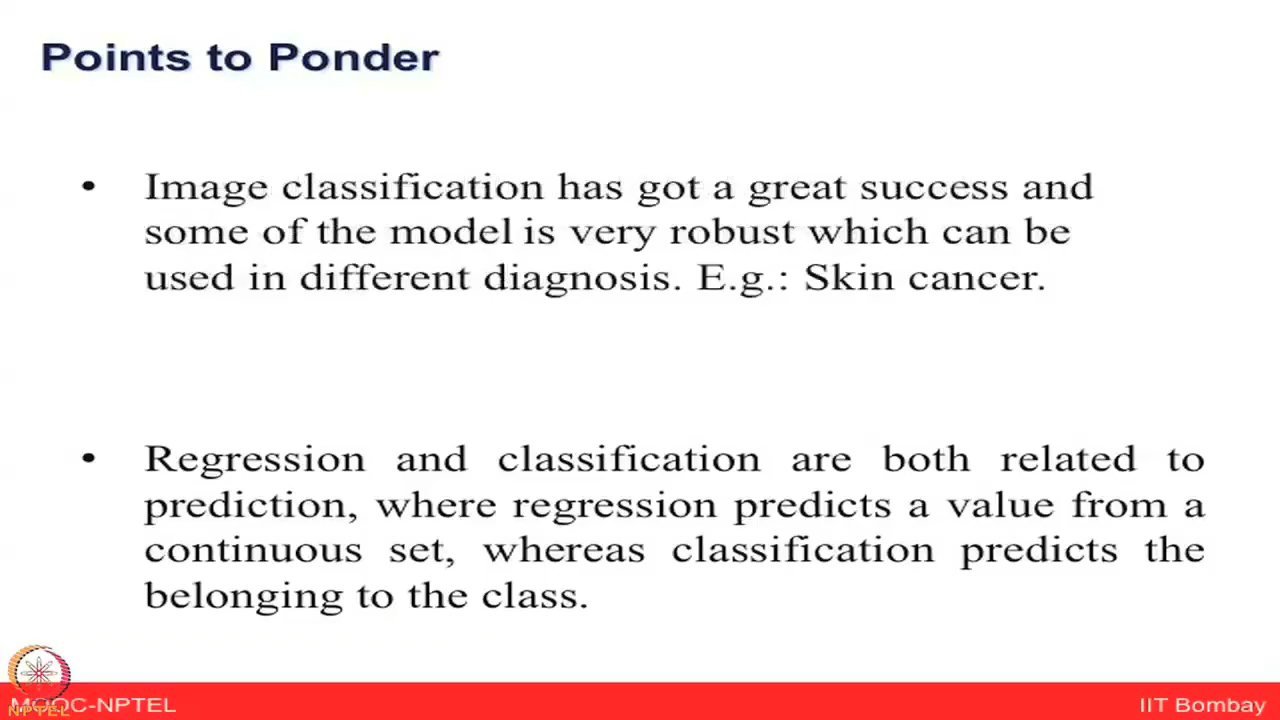 Points to Ponder
• Image classification has got a great success and
some of the model is very robust which can be
used in different diagnosis. E.g.: Skin cancer.
• Regression and classification are both related to
prediction, where regression predicts a value from a
continuous set, whereas classification predicts the
belonging to the class.
MOOC-NPTEL
NPTEL
IIT Bombay